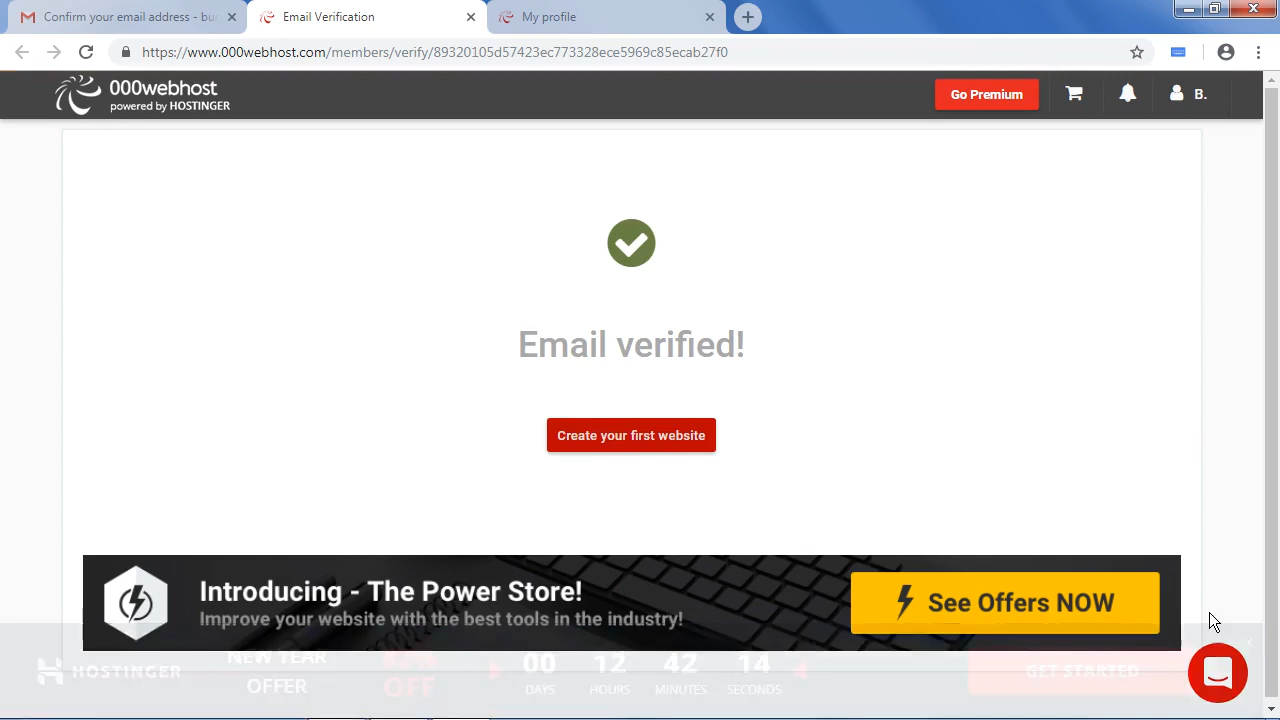 Confirm your email address - buc
Email Verification
My profile
https://www.000webhost.com/members/verify/89320105d57423ec773328ece5969c85ecab27f0
000webhost
powered by HOSTINGER
Go Premium
B.
Email verified!
Create your first website
Introducing - The Power Store!
Improve your website with the best tools in the industry!
See Offers NOW
HOSTINGER
NEW YEAR
OFFER
OFF
00
DAYS
12
HOURS
42
MINUTES
14
SECONDS
GET STARTED